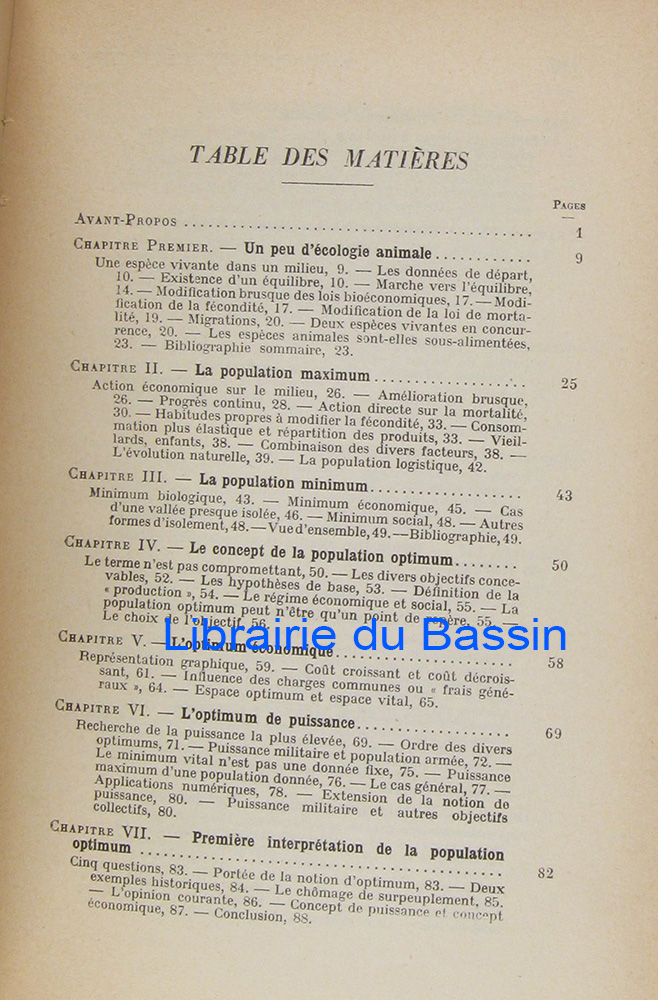 TABLE DES MATIÈRES
PAGES
AVANT-PROPOS .......... 1
CHAPITRE PREMIER. — Un peu d'écologie animale .......... 9
Une espèce vivante dans un milieu, 9. — Les données de départ,
10. — Existence d'un équilibre, 10. — Marche vers l'équilibre,
14. — Modification brusque des lois bioéconomiques, 17. — Modi-
fication de la fécondité, 17. — Modification de la loi de morta-
lité, 19. — Migrations, 20. — Deux espèces vivantes en concur-
rence, 20. — Les espèces animales sont-elles sous-alimentées,
23. — Bibliographie sommaire, 23.
CHAPITRE II. — La population maximum .......... 25
Action économique sur le milieu, 26. — Amélioration brusque,
26. — Progrès continu, 28. — Action directe sur la mortalité,
30. — Habitudes propres à modifier la fécondité, 33. — Consom-
mation plus élastique et répartition des produits, 33. — Vieil-
lards, enfants, 38. — Combinaison des divers facteurs, 38. —
L'évolution naturelle, 39. — La population logistique, 42.
CHAPITRE III. — La population minimum .......... 43
Minimum biologique, 43. — Minimum économique, 45. — Cas
d'une vallée presque isolée, 46. — Minimum social, 48. — Autres
formes d'isolement, 48. — Vue d'ensemble, 49. — Bibliographie, 49.
CHAPITRE IV. — Le concept de la population optimum .......... 50
Le terme n'est pas compromettant, 50. — Les divers objectifs conce-
vables, 52. — Les hypothèses de base, 53. — Définition de la
« production », 54. — Le régime économique et social, 55. — La
population optimum peut n'être qu'un point de repère, 55. —
Le choix de l'objectif, 56.
Librairie du Bassin
CHAPITRE V. — L'optimum économique .......... 58
Représentation graphique, 59. — Coût croissant et coût décrois-
sant, 61. — Influence des charges communes ou « frais géné-
raux », 64. — Espace optimum et espace vital, 65.
CHAPITRE VI. — L'optimum de puissance .......... 69
Recherche de la puissance la plus élevée, 69. — Ordre des divers
optimums, 71. — Puissance militaire et population armée, 72. —
Le minimum vital n'est pas une donnée fixe, 75. — Puissance
maximum d'une population donnée, 76. — Le cas général, 77. —
Applications numériques, 78. — Extension de la notion de
puissance, 80. — Puissance militaire et autres objectifs
collectifs, 80.
CHAPITRE VII. — Première interprétation de la population
optimum .......... 82
Cinq questions, 83. — Portée de la notion d'optimum, 83. — Deux
exemples historiques, 84. — Le chômage de surpeuplement, 85.
— L'opinion courante, 86. — Concept de puissance et concept
économique, 87. — Conclusion, 88.